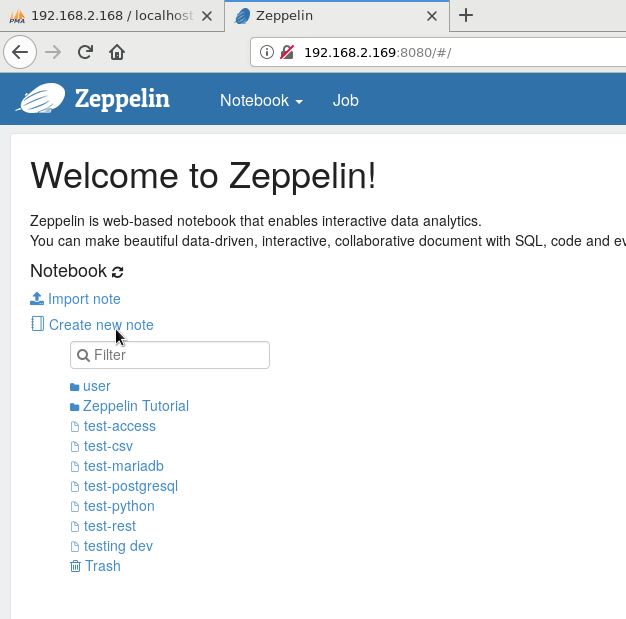 PMA 192.168.2.168 / localhost
Zeppelin
192.168.2.169:8080/#/
Zeppelin Notebook Job
Welcome to Zeppelin!
Zeppelin is web-based notebook that enables interactive data analytics.
You can make beautiful data-driven, interactive, collaborative document with SQL, code and ev
Notebook
Import note
Create new note
Filter
user
Zeppelin Tutorial
test-access
test-csv
test-mariadb
test-postgresql
test-python
test-rest
testing dev
Trash